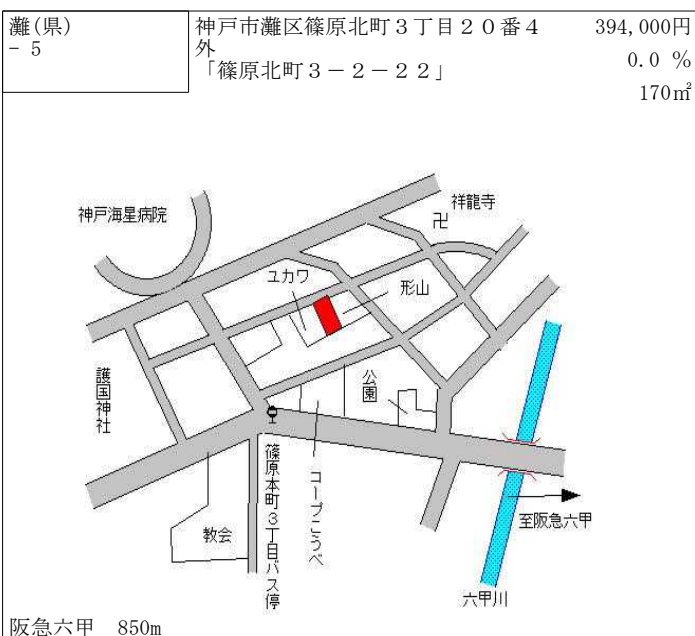 灘(県)
- 5
神戸市灘区篠原北町３丁目２０番４
外
「篠原北町３－２－２２」
394,000円
0.0 %
170㎡
神戸海星病院
祥龍寺
卍
ユカワ
形山
護国神社
公園
篠原本町３丁目バス停
コープこうべ
教会
至阪急六甲
六甲川
阪急六甲　850m